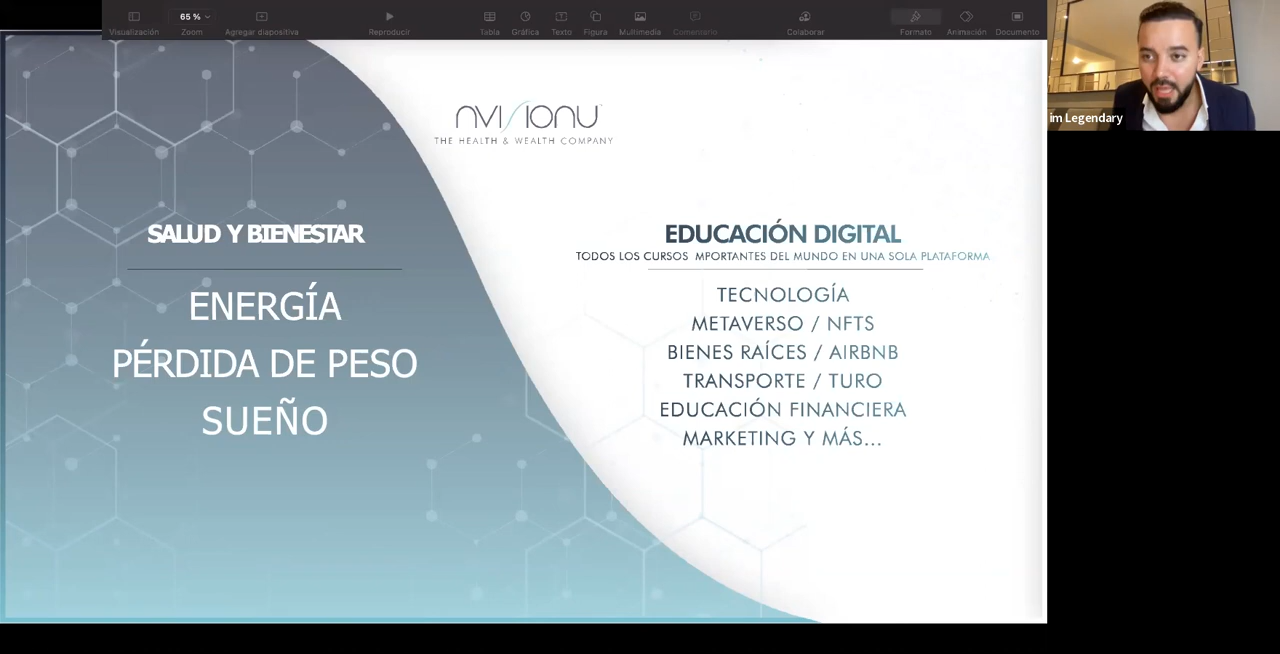 65 %
Visualización
Zoom
Agregar diapositiva
Reproducir
Tabla
Gráfica
Texto
Figura
Multimedia
Comentario
Colaborar
Formato
Animación
Documento
im Legendary
NVISIONU
THE HEALTH & WEALTH COMPANY
SALUD Y BIENESTAR
ENERGÍA
PÉRDIDA DE PESO
SUEÑO
EDUCACIÓN DIGITAL
TODOS LOS CURSOS MPORTANTES DEL MUNDO EN UNA SOLA PLATAFORMA
TECNOLOGÍA
METAVERSO / NFTS
BIENES RAÍCES / AIRBNB
TRANSPORTE / TURO
EDUCACIÓN FINANCIERA
MARKETING Y MÁS...